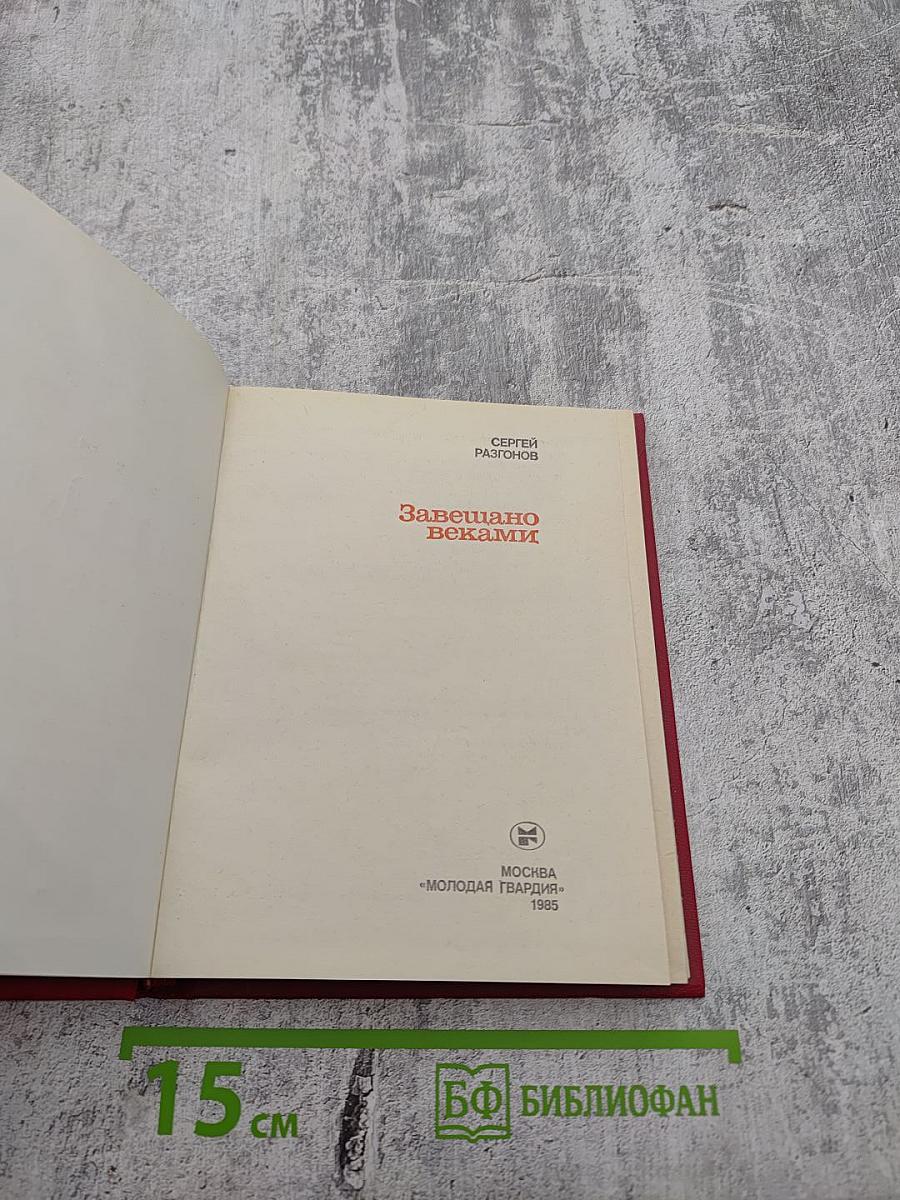 СЕРГЕЙ
РАЗГОНОВ
Завещано
веками
МОСКВА
«МОЛОДАЯ ГВАРДИЯ»
1985
15 см
БФ БИБЛИОФАН